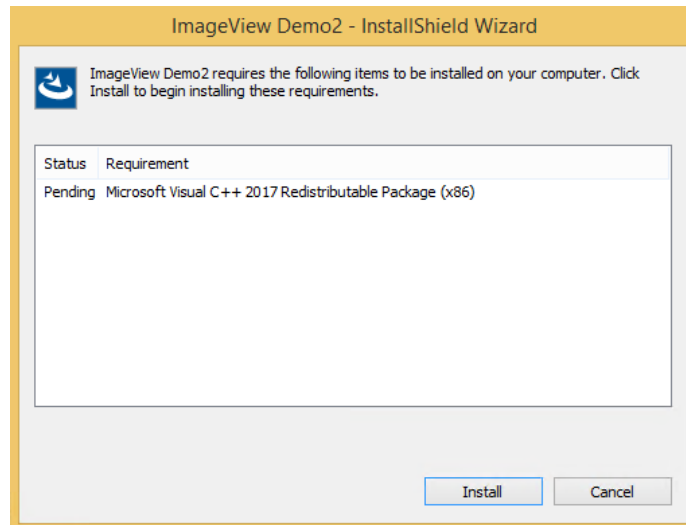 ImageView Demo2 - InstallShield Wizard
ImageView Demo2 requires the following items to be installed on your computer. Click
Install to begin installing these requirements.
Status Requirement
Pending Microsoft Visual C++ 2017 Redistributable Package (x86)
Install Cancel